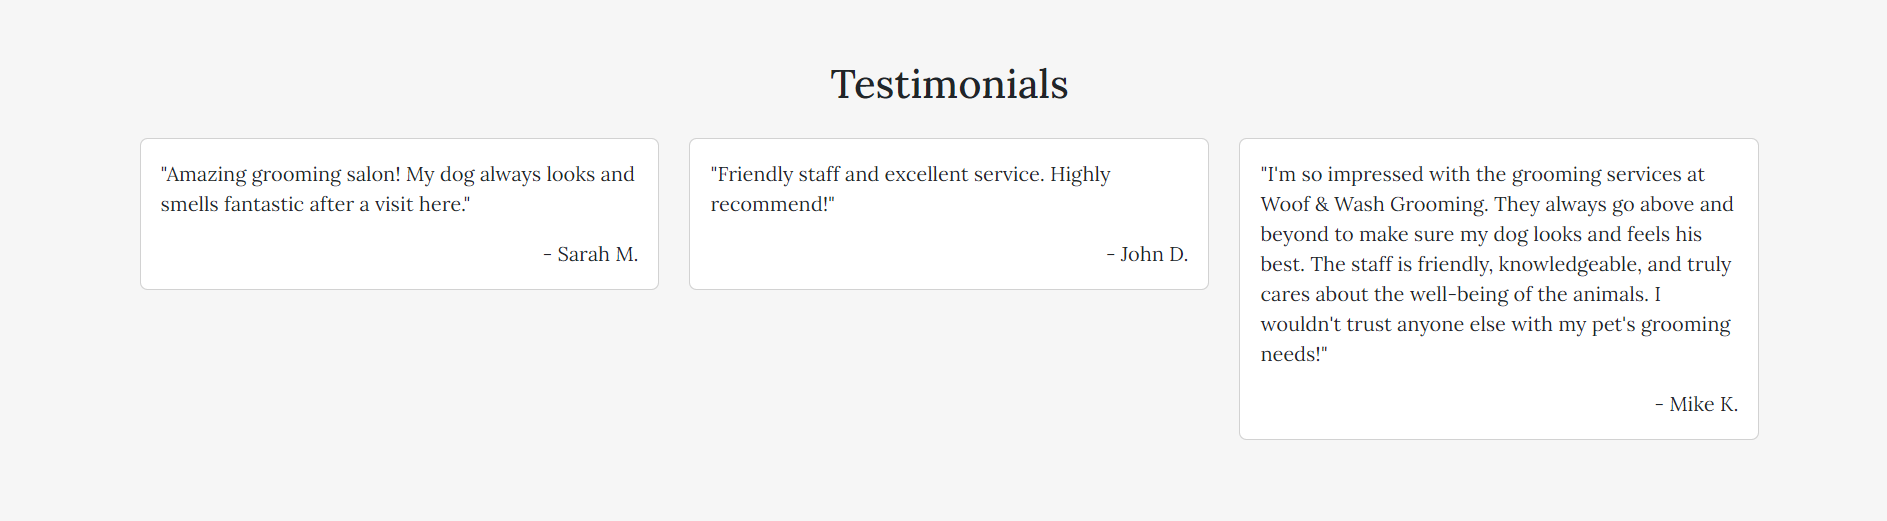 Testimonials
"Amazing grooming salon! My dog always looks and
smells fantastic after a visit here."
- Sarah M.
"Friendly staff and excellent service. Highly
recommend!"
- John D.
"I'm so impressed with the grooming services at
Woof & Wash Grooming. They always go above and
beyond to make sure my dog looks and feels his
best. The staff is friendly, knowledgeable, and truly
cares about the well-being of the animals. I
wouldn't trust anyone else with my pet's grooming
needs!"
- Mike K.